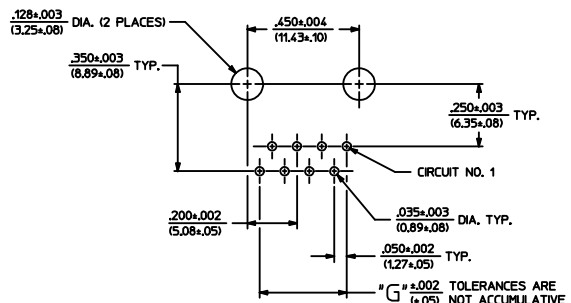 .128±.003 DIA. (2 PLACES)
(3.25±.08)
.450±.004
(11.43±.10)
.350±.003 TYP.
(8.89±.08)
.250±.003 TYP.
(6.35±.08)
CIRCUIT NO. 1
.035±.003 DIA. TYP.
(0.89±.08)
.200±.002
(5.08±.05)
.050±.002 TYP.
(1.27±.05)
"G" ±.002 TOLERANCES ARE
(±.05) NOT ACCUMULATIVE